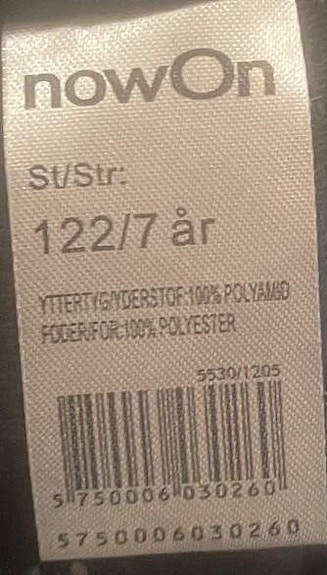 nowOn
St/Str:
122/7 år
YTTERTYG/YDERSTOF:100% POLYAMID
FODER/FOR:100% POLYESTER
5530/1205
5 750006 030260
5750006030260